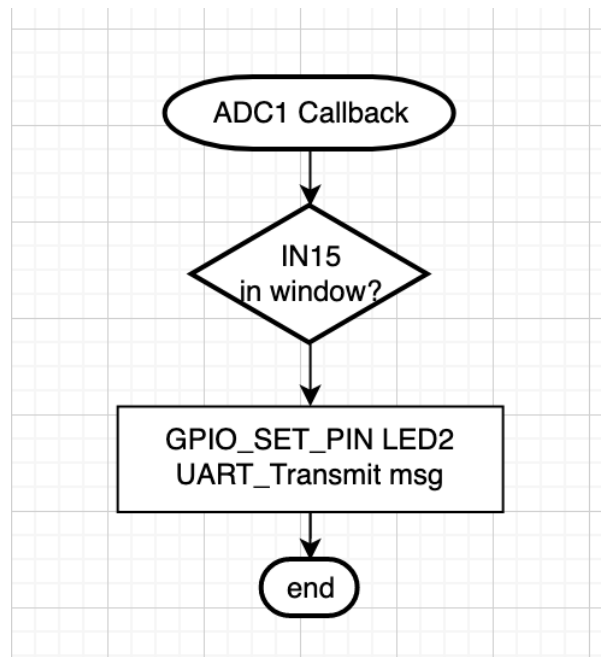 ADC1 Callback
IN15
in window?
GPIO_SET_PIN LED2
UART_Transmit msg
end